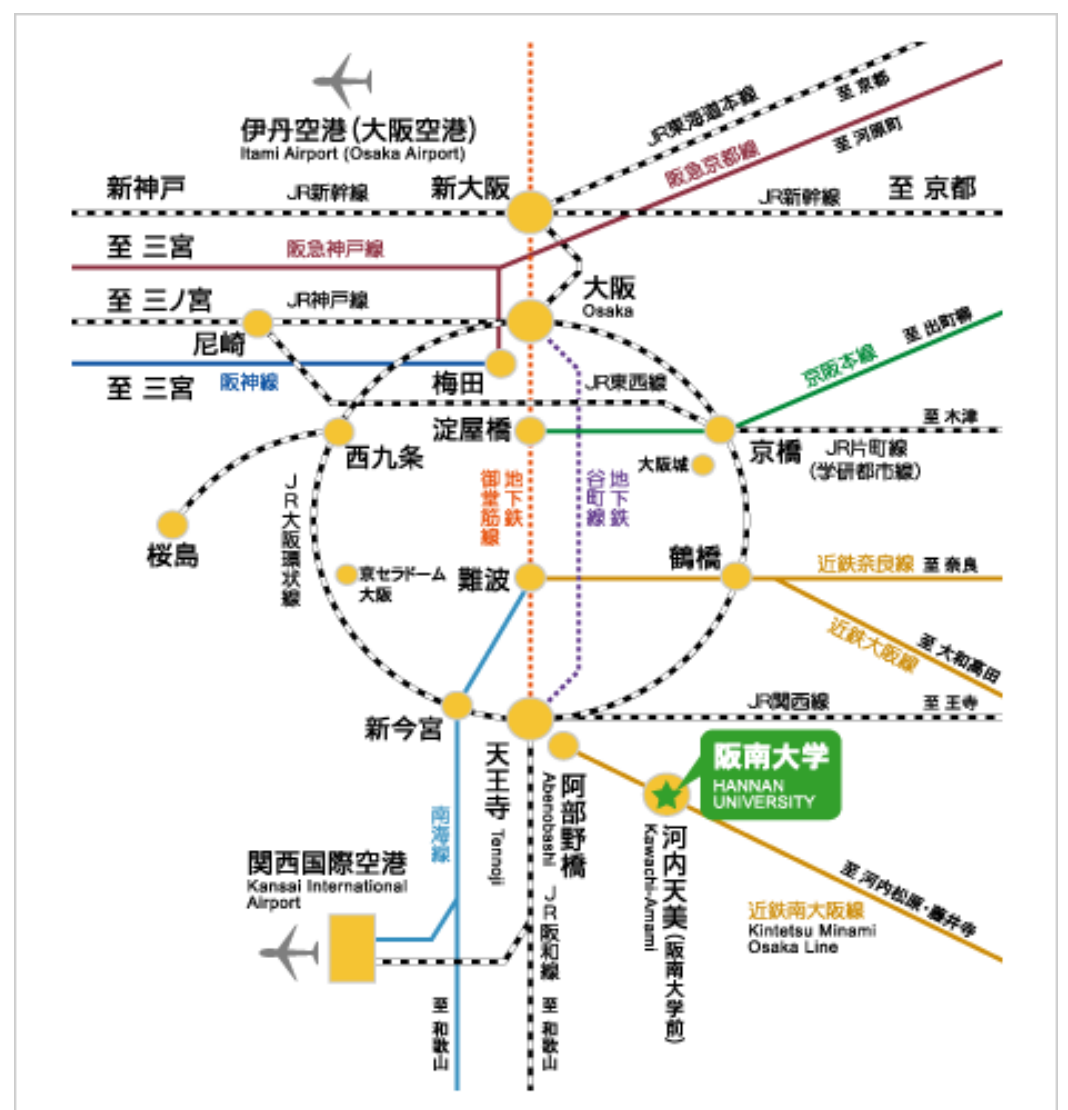 伊丹空港(大阪空港)
Itami Airport (Osaka Airport)
JR東海道本線
至 京都
阪急京都線
至 河原町
新神戸
JR新幹線
新大阪
JR新幹線
至 京都
至 三宮
阪急神戸線
至 三ノ宮
JR神戸線
大阪
Osaka
尼崎
至 三宮
阪神線
梅田
JR東西線
京阪本線
至 出町柳
西九条
淀屋橋
京橋
至 木津
JR片町線
(学研都市線)
大阪城
地下鉄
御堂筋線
地下鉄
谷町線
JR大阪環状線
桜島
京セラドーム
大阪
難波
鶴橋
近鉄奈良線
至 奈良
近鉄大阪線
至 大和高田
新今宮
JR関西線
至 王寺
天王寺 Tennoji
阿部野橋
Abenobashi
阪南大学
HANNAN
UNIVERSITY
河内天美(阪南大学前)
Kawachi-Amami
南海線
関西国際空港
Kansai International
Airport
JR阪和線
至 和歌山
至 和歌山
近鉄南大阪線
Kintetsu Minami
Osaka Line
至 河内松原・藤井寺